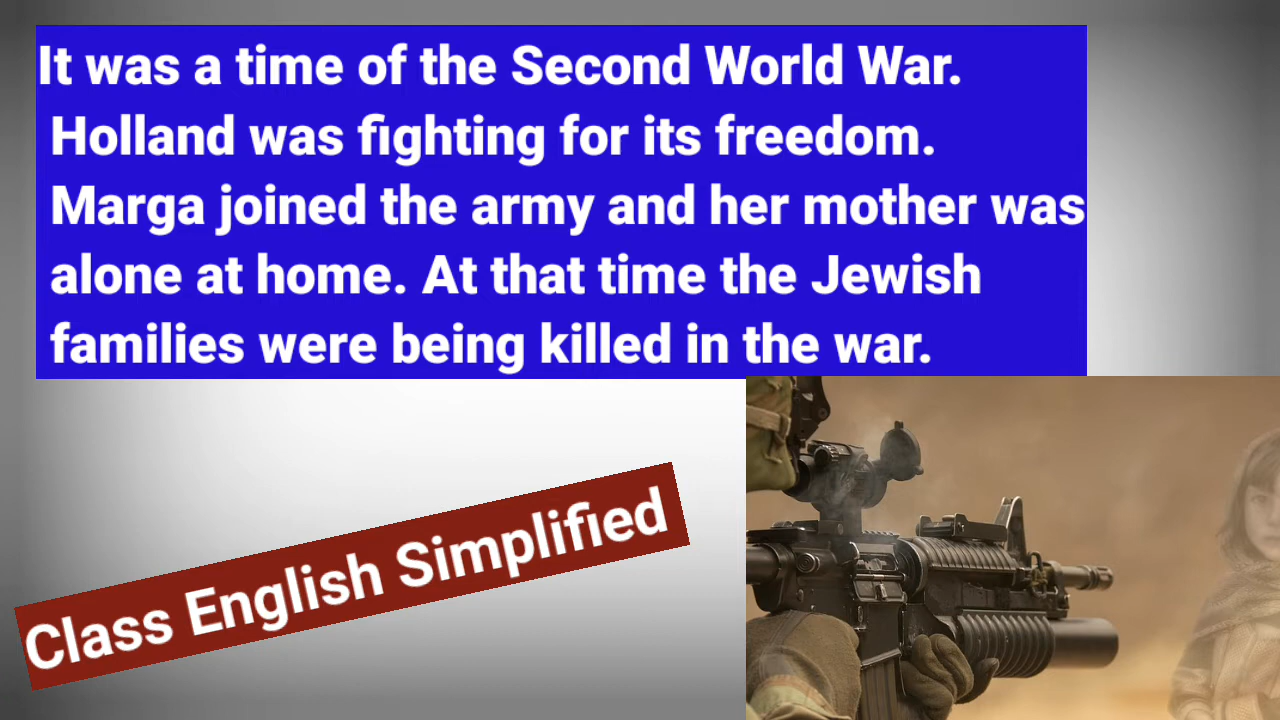 It was a time of the Second World War.
Holland was fighting for its freedom.
Marga joined the army and her mother was
alone at home. At that time the Jewish
families were being killed in the war.
Class English Simplified